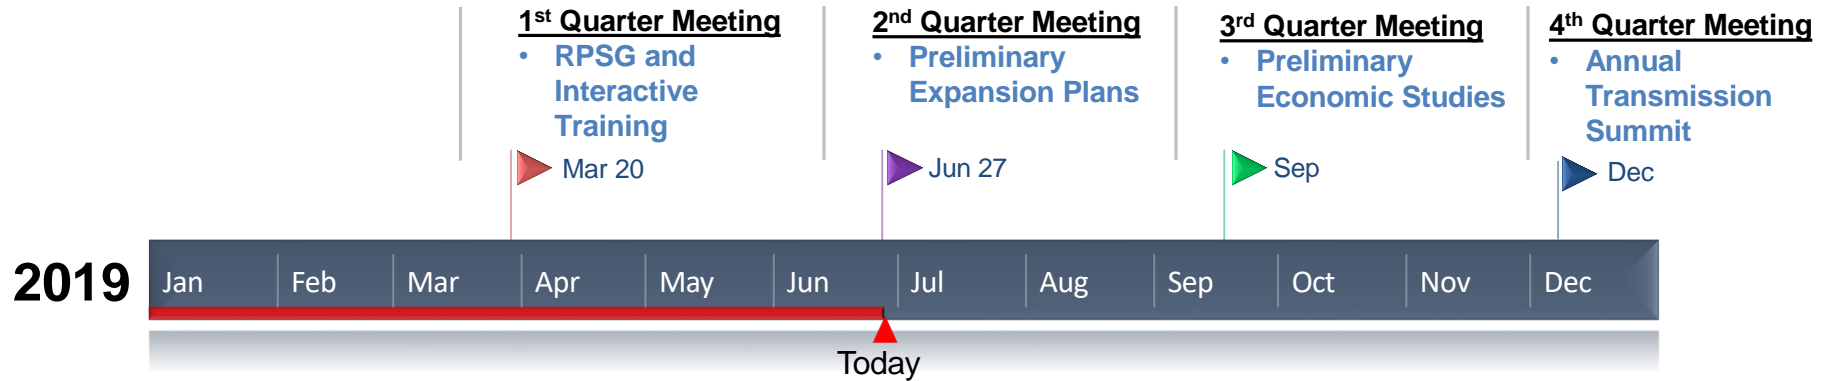 1st Quarter Meeting
• RPSG and
Interactive
Training
Mar 20
2nd Quarter Meeting
• Preliminary
Expansion Plans
Jun 27
3rd Quarter Meeting
• Preliminary
Economic Studies
Sep
4th Quarter Meeting
• Annual
Transmission
Summit
Dec
2019
Jan Feb Mar Apr May Jun Jul Aug Sep Oct Nov Dec
Today